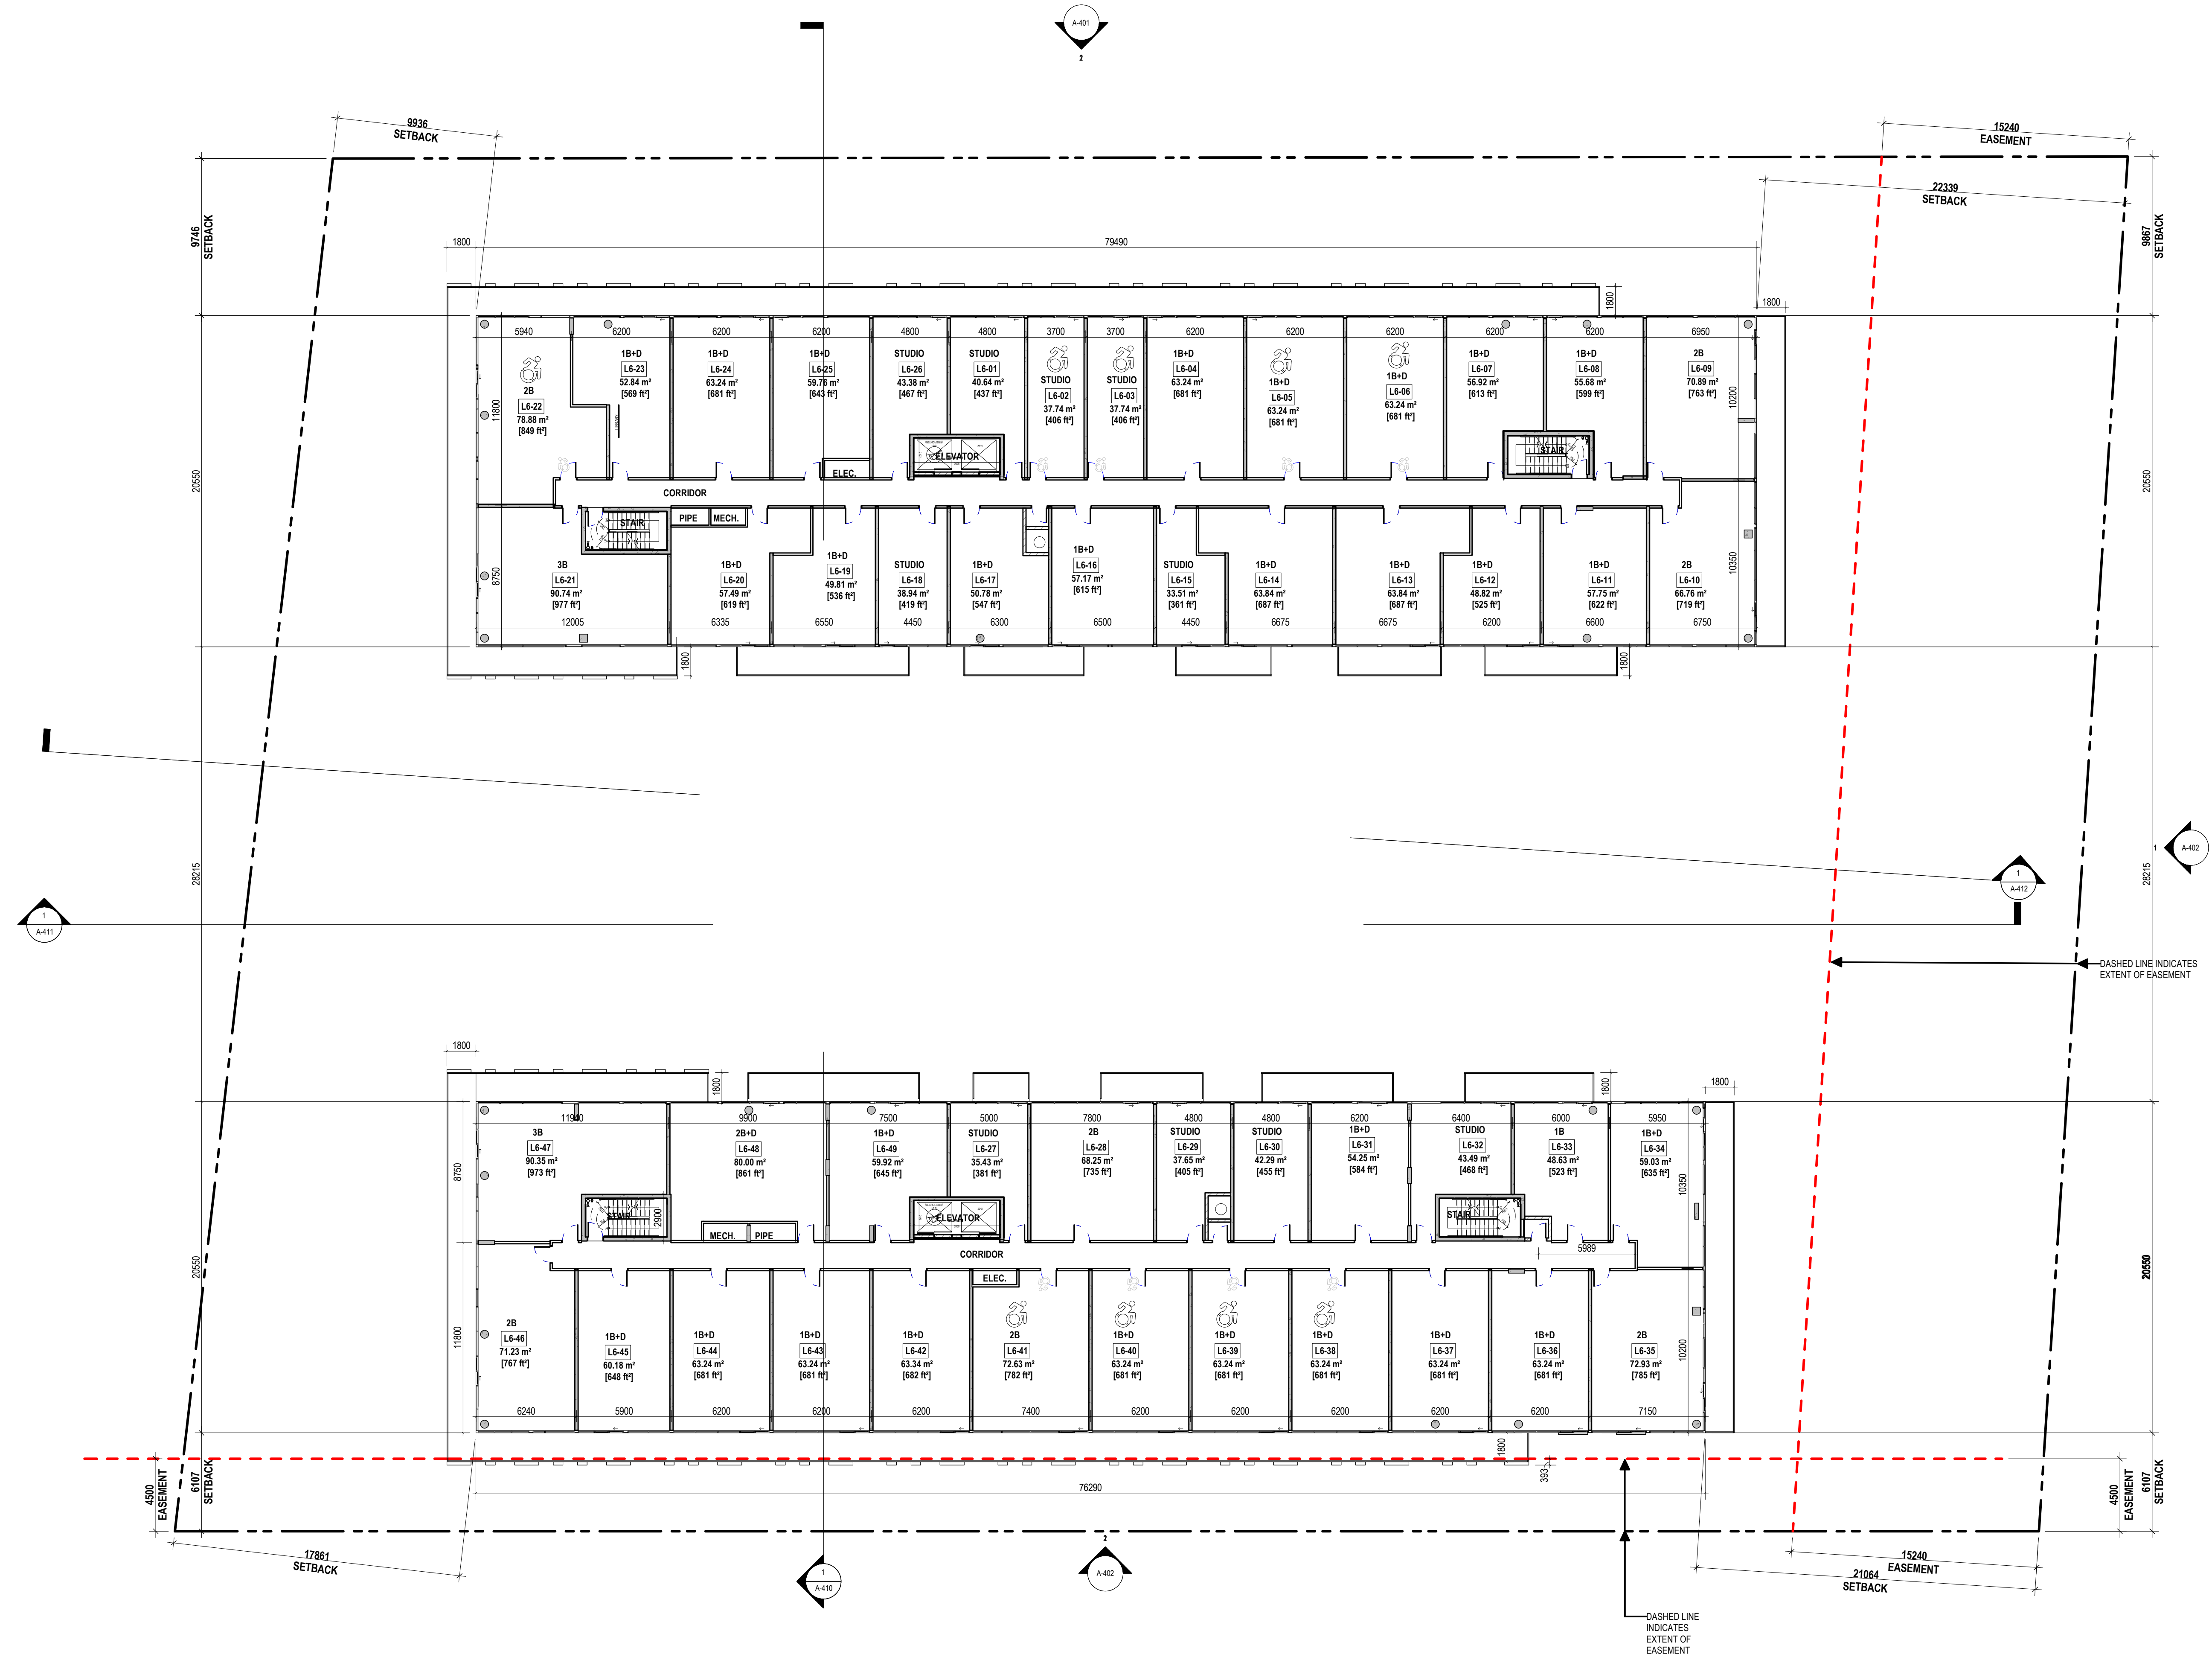 A-401
2
9936
SETBACK
15240
EASEMENT
22339
SETBACK
9746
SETBACK
9867
SETBACK
1800
79490
1800
1800
5940
6200
6200
6200
4800
4800
3700
3700
6200
6200
6200
6200
6200
6950
2B
L6-22
78.88 m²
[849 ft²]
1B+D
L6-23
52.84 m²
[569 ft²]
1B+D
L6-24
63.24 m²
[681 ft²]
1B+D
L6-25
59.76 m²
[643 ft²]
STUDIO
L6-26
43.38 m²
[467 ft²]
STUDIO
L6-01
40.64 m²
[437 ft²]
STUDIO
L6-02
37.74 m²
[406 ft²]
STUDIO
L6-03
37.74 m²
[406 ft²]
1B+D
L6-04
63.24 m²
[681 ft²]
1B+D
L6-05
63.24 m²
[681 ft²]
1B+D
L6-06
63.24 m²
[681 ft²]
1B+D
L6-07
56.92 m²
[613 ft²]
1B+D
L6-08
55.68 m²
[599 ft²]
2B
L6-09
70.89 m²
[763 ft²]
11800
10200
20550
20550
ELEVATOR
STAIR
ELEC.
CORRIDOR
STAIR
PIPE
MECH.
8750
10350
3B
L6-21
90.74 m²
[977 ft²]
1B+D
L6-20
57.49 m²
[619 ft²]
1B+D
L6-19
49.81 m²
[536 ft²]
STUDIO
L6-18
38.94 m²
[419 ft²]
1B+D
L6-17
50.78 m²
[547 ft²]
1B+D
L6-16
57.17 m²
[615 ft²]
STUDIO
L6-15
33.51 m²
[361 ft²]
1B+D
L6-14
63.84 m²
[687 ft²]
1B+D
L6-13
63.84 m²
[687 ft²]
1B+D
L6-12
48.82 m²
[525 ft²]
1B+D
L6-11
57.75 m²
[622 ft²]
2B
L6-10
66.76 m²
[719 ft²]
12005
6335
6550
4450
6300
6500
4450
6675
6675
6200
6600
6750
1800
1800
28215
28215
1
A-402
1
A-412
1
A-411
DASHED LINE INDICATES
EXTENT OF EASEMENT
1800
1800
1800
1800
11940
9900
7500
5000
7800
4800
4800
6200
6400
6000
5950
3B
L6-47
90.35 m²
[973 ft²]
2B+D
L6-48
80.00 m²
[861 ft²]
1B+D
L6-49
59.92 m²
[645 ft²]
STUDIO
L6-27
35.43 m²
[381 ft²]
2B
L6-28
68.25 m²
[735 ft²]
STUDIO
L6-29
37.65 m²
[405 ft²]
STUDIO
L6-30
42.29 m²
[455 ft²]
1B+D
L6-31
54.25 m²
[584 ft²]
STUDIO
L6-32
43.49 m²
[468 ft²]
1B
L6-33
48.63 m²
[523 ft²]
1B+D
L6-34
59.03 m²
[635 ft²]
8750
10350
STAIR
2900
ELEVATOR
STAIR
MECH.
PIPE
CORRIDOR
5989
ELEC.
20550
20550
11800
10200
2B
L6-46
71.23 m²
[767 ft²]
1B+D
L6-45
60.18 m²
[648 ft²]
1B+D
L6-44
63.24 m²
[681 ft²]
1B+D
L6-43
63.24 m²
[681 ft²]
1B+D
L6-42
63.34 m²
[682 ft²]
2B
L6-41
72.63 m²
[782 ft²]
1B+D
L6-40
63.24 m²
[681 ft²]
1B+D
L6-39
63.24 m²
[681 ft²]
1B+D
L6-38
63.24 m²
[681 ft²]
1B+D
L6-37
63.24 m²
[681 ft²]
1B+D
L6-36
63.24 m²
[681 ft²]
2B
L6-35
72.93 m²
[785 ft²]
6240
5900
6200
6200
6200
7400
6200
6200
6200
6200
6200
7150
1800
393
4500
EASEMENT
6107
SETBACK
76290
4500
EASEMENT
6107
SETBACK
17861
SETBACK
1
A-410
2
A-402
15240
EASEMENT
21064
SETBACK
DASHED LINE
INDICATES
EXTENT OF
EASEMENT